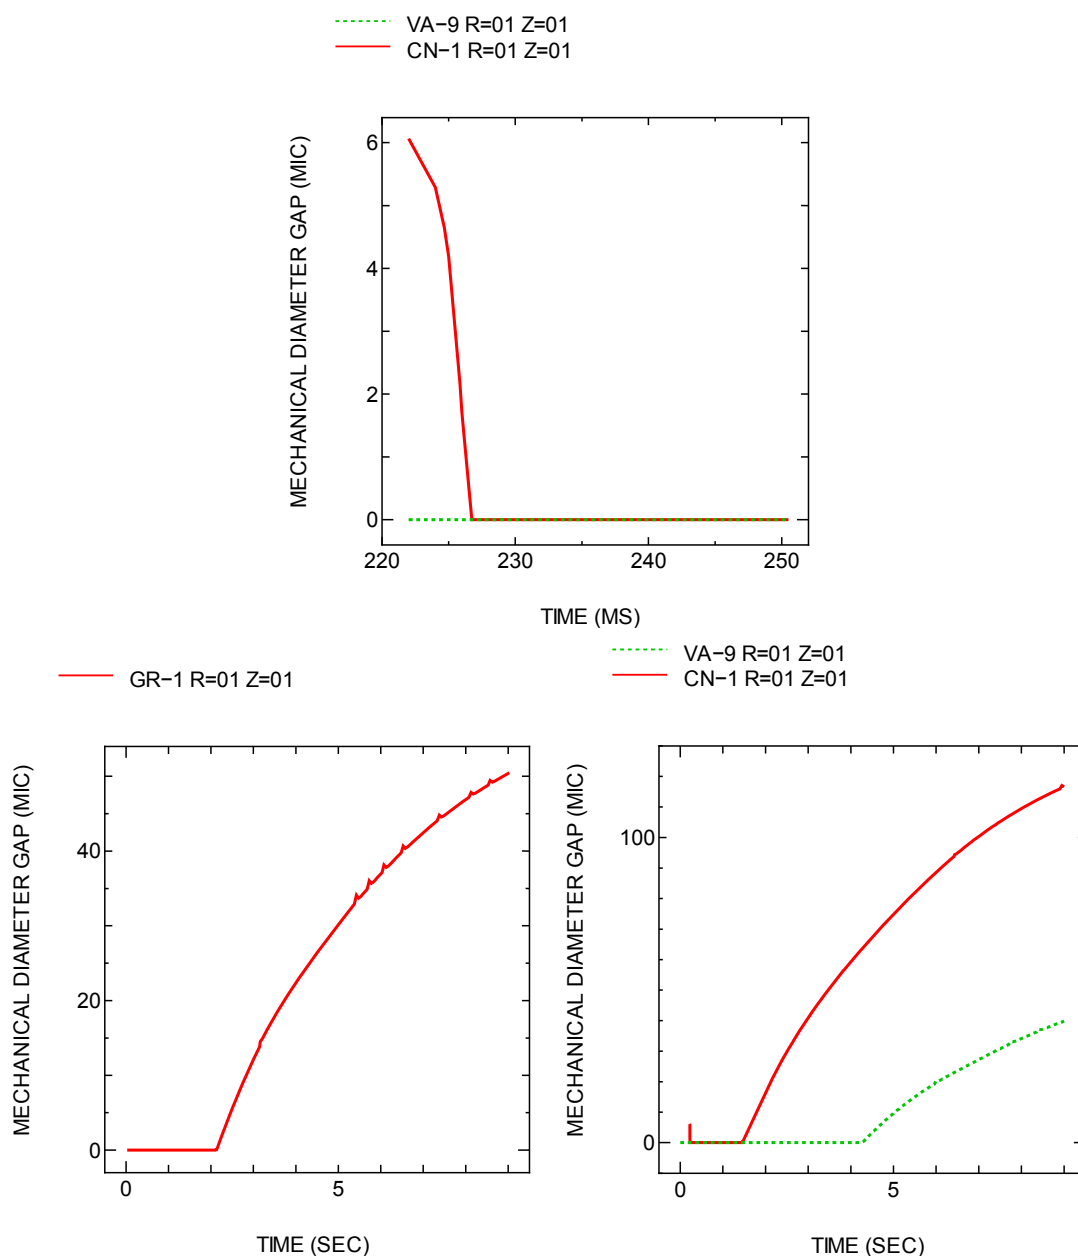 VA−9 R=01 Z=01
CN−1 R=01 Z=01
MECHANICAL DIAMETER GAP (MIC)
6
4
2
0
220 230 240 250
TIME (MS)
GR−1 R=01 Z=01
MECHANICAL DIAMETER GAP (MIC)
40
20
0
0 5
TIME (SEC)
VA−9 R=01 Z=01
CN−1 R=01 Z=01
MECHANICAL DIAMETER GAP (MIC)
100
0
0 5
TIME (SEC)